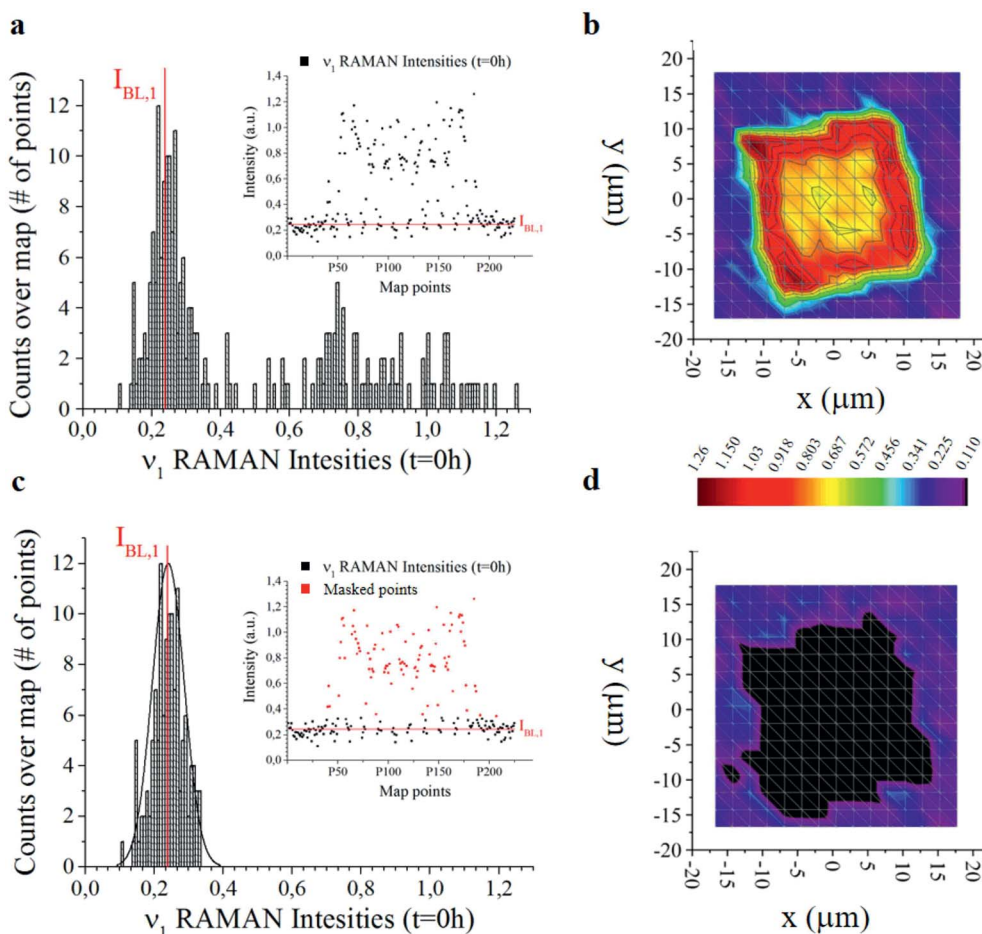 a
I_BL,1
Counts over map (# of points)
12
10
8
6
4
2
0
0,0 0,2 0,4 0,6 0,8 1,0 1,2
ν₁ RAMAN Intesities (t=0h)
ν₁ RAMAN Intensities (t=0h)
Intensity (a.u.)
1,4
1,2
1,0
0,8
0,6
0,4
0,2
0,0
I_BL,1
P50 P100 P150 P200
Map points
b
y (µm)
20
15
10
5
0
-5
-10
-15
20
-20 -15 -10 -5 0 5 10 15 20
x (µm)
1.26 1.150 1.03 0.918 0.803 0.687 0.572 0.456 0.341 0.225 0.110
c
I_BL,1
Counts over map (# of points)
12
10
8
6
4
2
0
0,0 0,2 0,4 0,6 0,8 1,0 1,2
ν₁ RAMAN Intesities (t=0h)
ν₁ RAMAN Intensities (t=0h)
Masked points
Intensity (a.u.)
1,4
1,2
1,0
0,8
0,6
0,4
0,2
0,0
I_BL,1
P50 P100 P150 P200
Map points
d
y (µm)
20
15
10
5
0
-5
-10
-15
-20
-20 -15 -10 -5 0 5 10 15 20
x (µm)